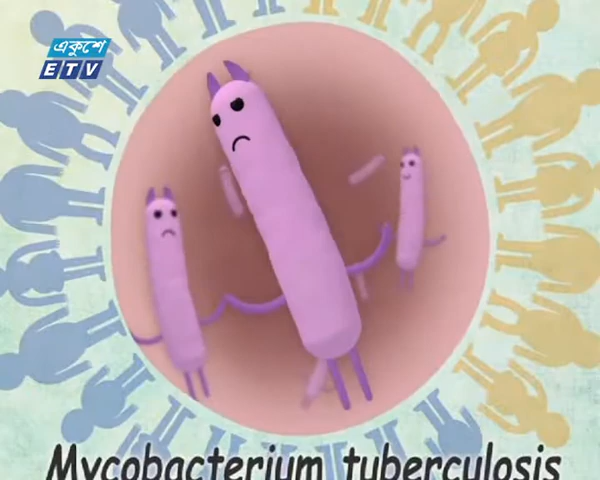 একুশে
ETV
Mycobacterium tuberculosis